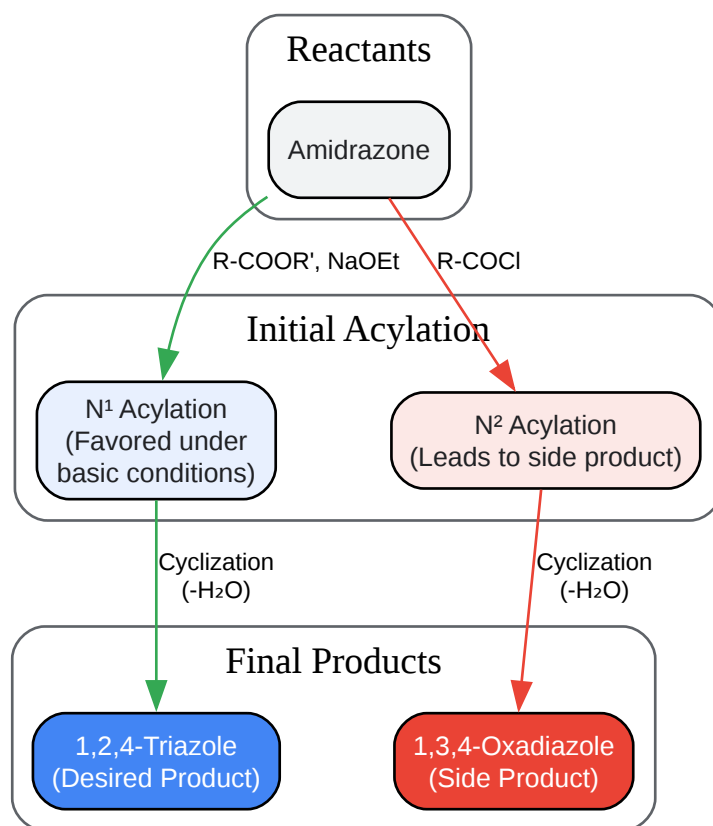 Reactants
Amidrazone
R-COOR', NaOEt
R-COCl
Initial Acylation
N¹ Acylation
(Favored under
basic conditions)
N² Acylation
(Leads to side product)
Cyclization
(-H₂O)
Cyclization
(-H₂O)
Final Products
1,2,4-Triazole
(Desired Product)
1,3,4-Oxadiazole
(Side Product)